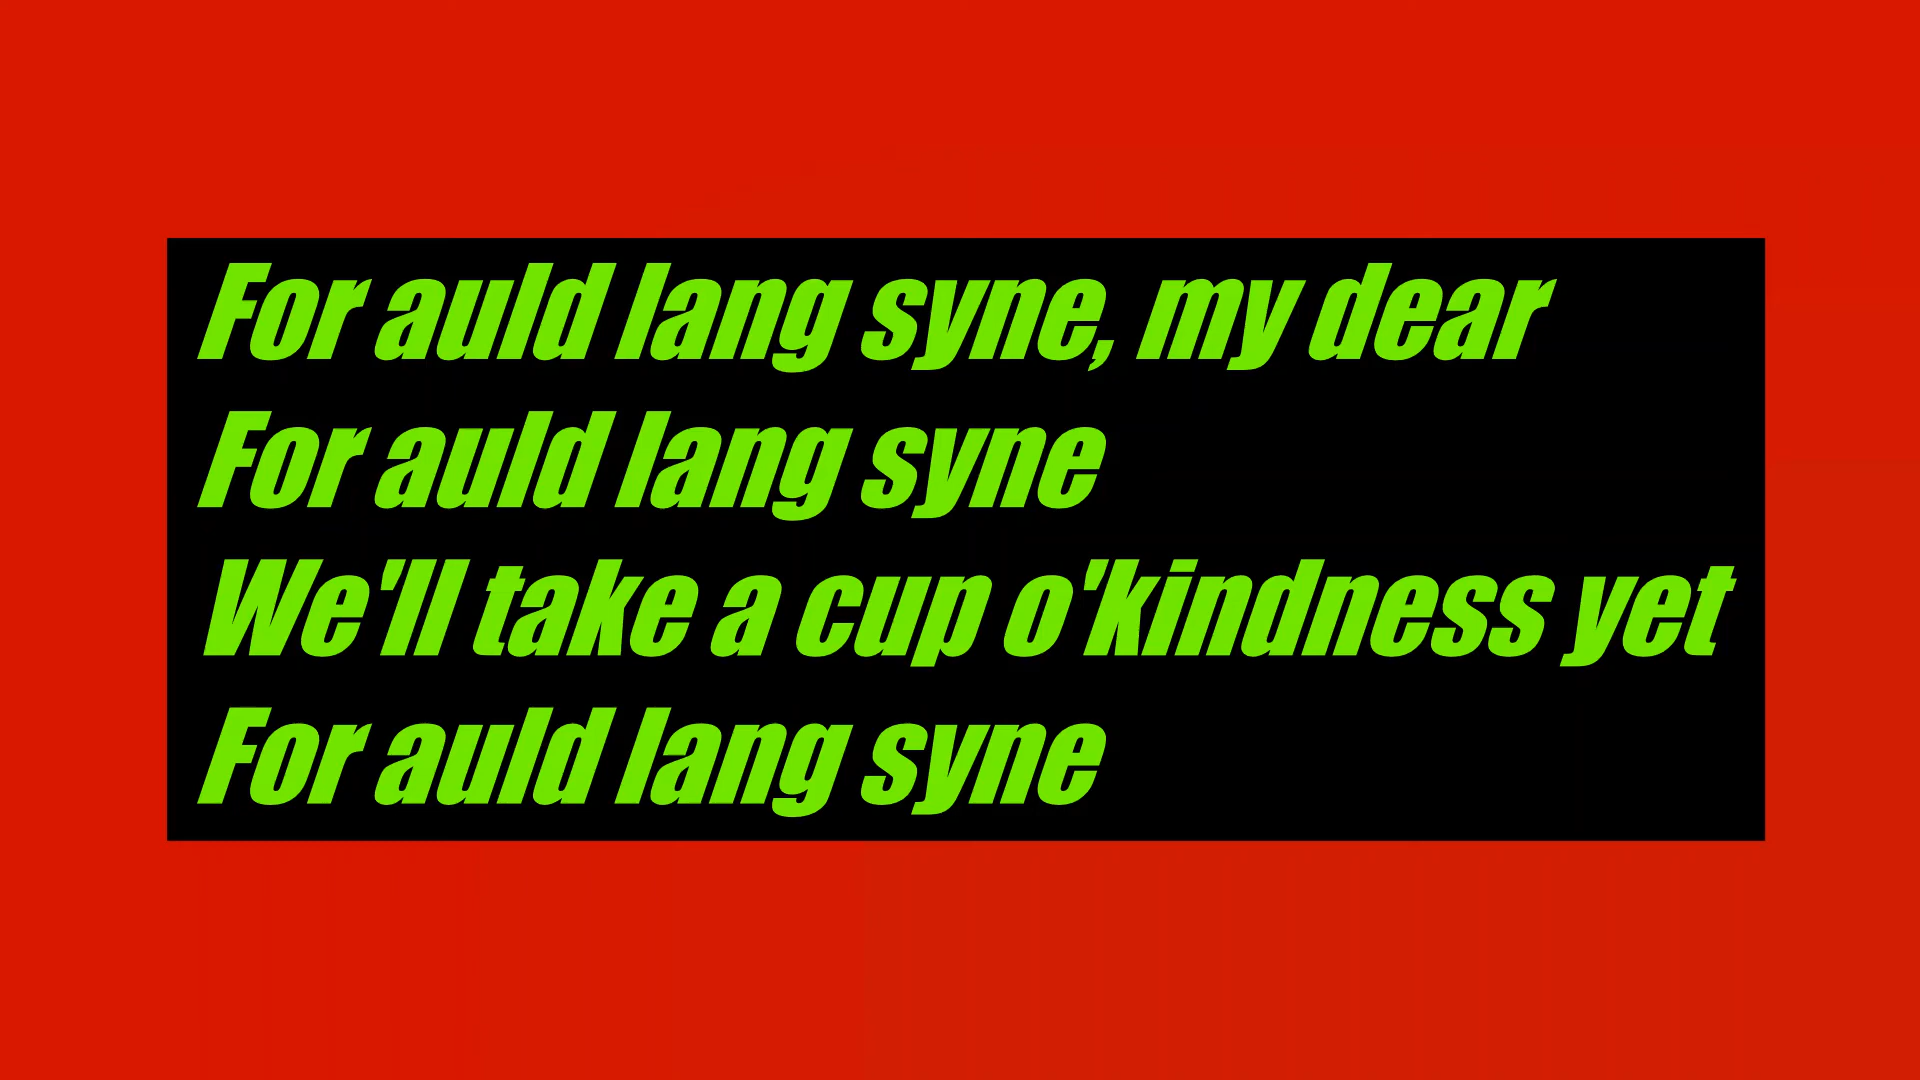 For auld lang syne, my dear
For auld lang syne
We'll take a cup o'kindness yet
For auld lang syne